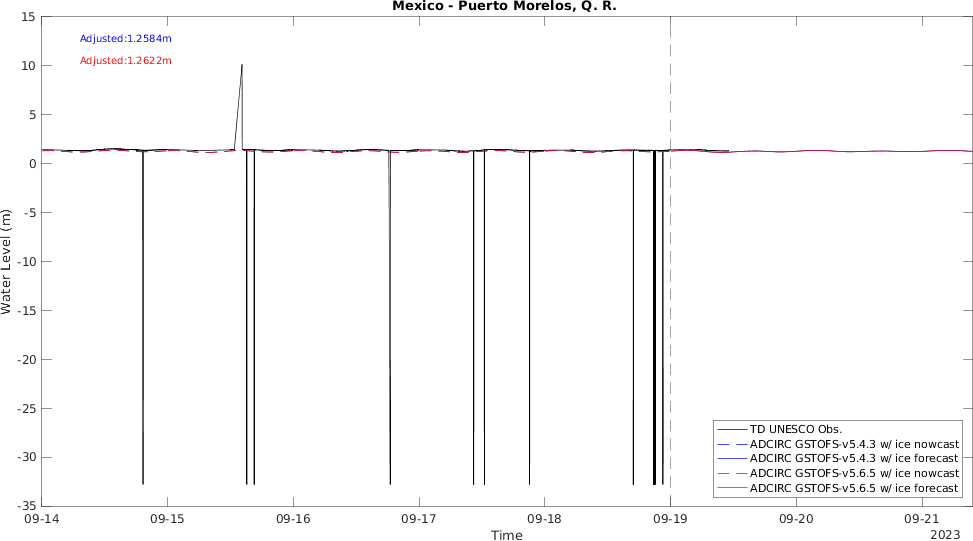 Mexico - Puerto Morelos, Q. R.
Adjusted:1.2584m
Adjusted:1.2622m
15
10
5
0
-5
-10
-15
-20
-25
-30
-35
Water Level (m)
TD UNESCO Obs.
ADCIRC GSTOFS-v5.4.3 w/ ice nowcast
ADCIRC GSTOFS-v5.4.3 w/ ice forecast
ADCIRC GSTOFS-v5.6.5 w/ ice nowcast
ADCIRC GSTOFS-v5.6.5 w/ ice forecast
09-14 09-15 09-16 09-17 09-18 09-19 09-20 09-21
Time
2023